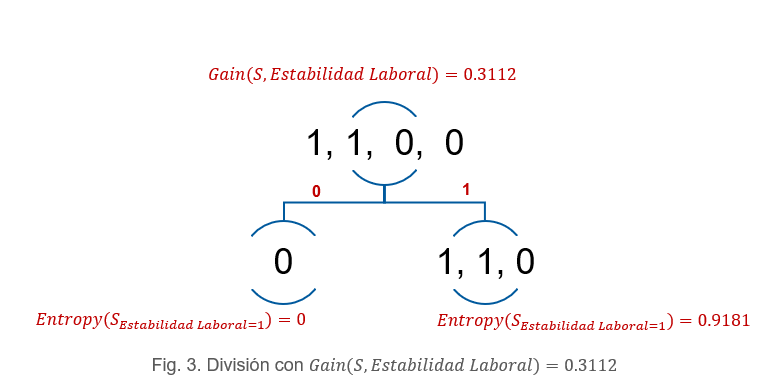 Gain(S, Estabilidad Laboral) = 0.3112
1, 1, 0, 0
0 1
0 1, 1, 0
Entropy(S_Estabilidad Laboral=1) = 0 Entropy(S_Estabilidad Laboral=1) = 0.9181
Fig. 3. División con Gain(S, Estabilidad Laboral) = 0.3112